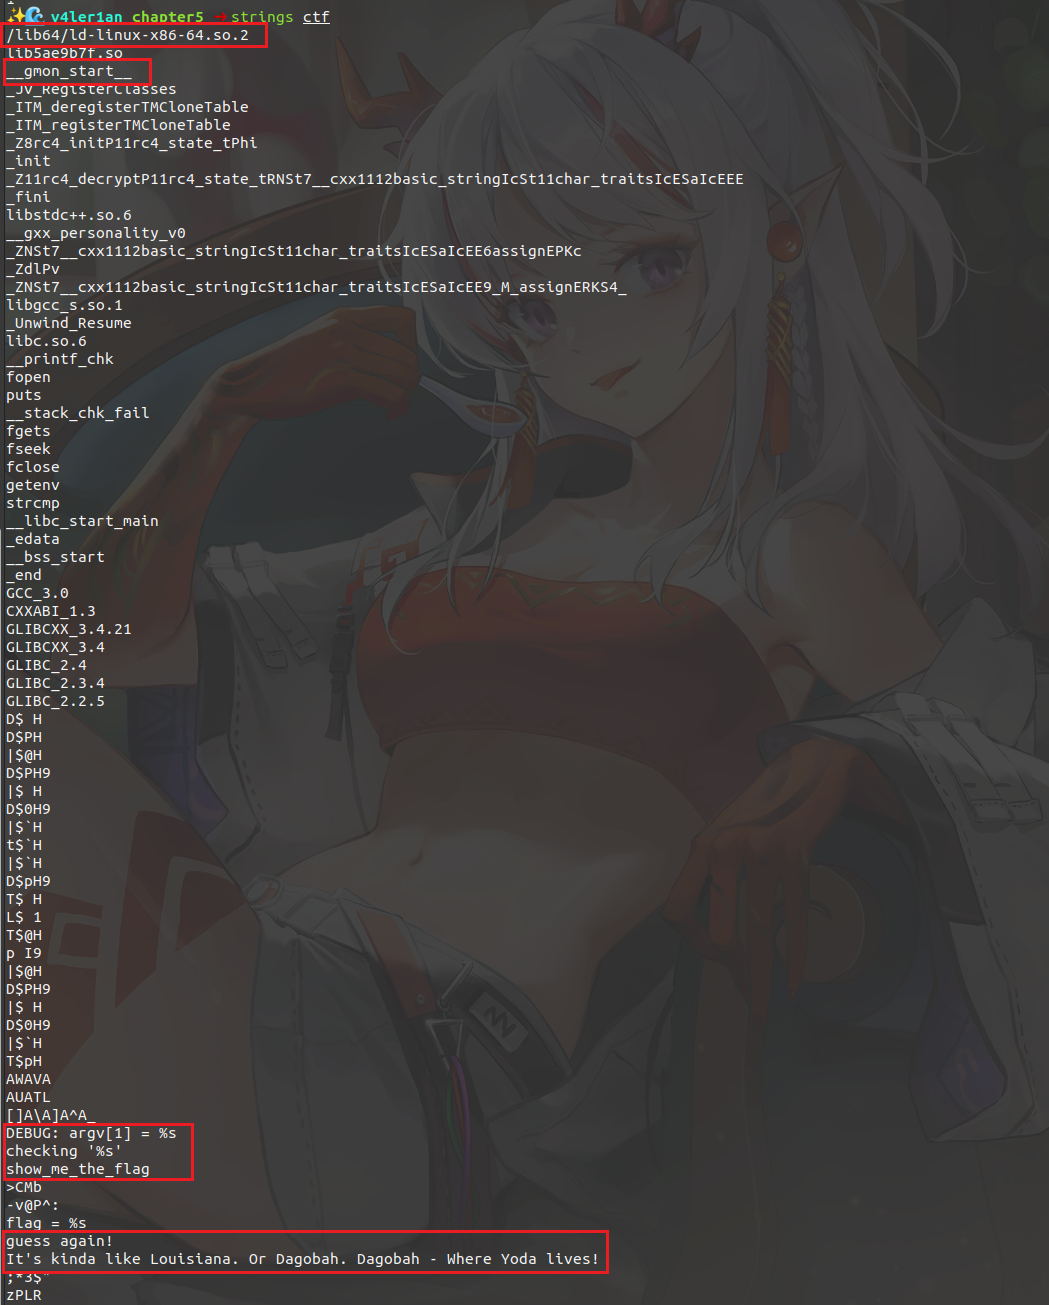 ✨🌊 v4ler1an chapter5 → strings ctf
/lib64/ld-linux-x86-64.so.2
lib5ae9b7f.so
__gmon_start__
_Jv_RegisterClasses
_ITM_deregisterTMCloneTable
_ITM_registerTMCloneTable
_Z8rc4_initP11rc4_state_tPhi
_init
_Z11rc4_decryptP11rc4_state_tRNSt7__cxx1112basic_stringIcSt11char_traitsIcESaIcEEE
_fini
libstdc++.so.6
__gxx_personality_v0
_ZNSt7__cxx1112basic_stringIcSt11char_traitsIcESaIcEE6assignEPKc
_ZdlPv
_ZNSt7__cxx1112basic_stringIcSt11char_traitsIcESaIcEE9_M_assignERKS4_
libgcc_s.so.1
_Unwind_Resume
libc.so.6
__printf_chk
fopen
puts
__stack_chk_fail
fgets
fseek
fclose
getenv
strcmp
__libc_start_main
_edata
__bss_start
_end
GCC_3.0
CXXABI_1.3
GLIBCXX_3.4.21
GLIBCXX_3.4
GLIBC_2.4
GLIBC_2.3.4
GLIBC_2.2.5
D$ H
D$PH
|$@H
D$PH9
|$ H
D$0H9
|$`H
t$`H
|$`H
D$pH9
T$ H
L$ 1
T$@H
p I9
|$@H
D$PH9
|$ H
D$0H9
|$`H
T$pH
AWAVA
AUATL
[]A\A]A^A_
DEBUG: argv[1] = %s
checking '%s'
show_me_the_flag
>CMb
-v@P^:
flag = %s
guess again!
It's kinda like Louisiana. Or Dagobah. Dagobah - Where Yoda lives!
;*3$"
zPLR